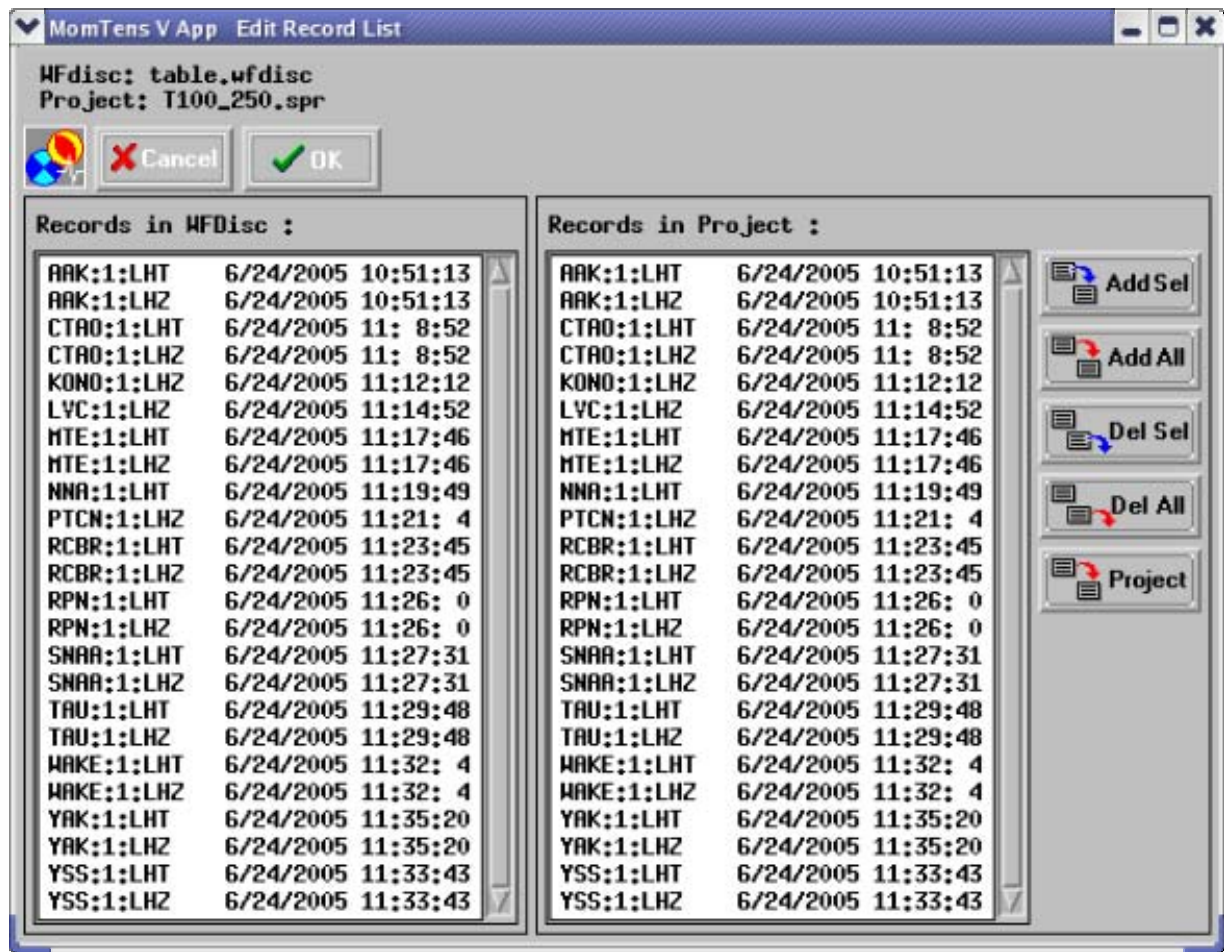 MomTens V App Edit Record List
WFdisc: table.wfdisc
Project: T100_250.spr
Cancel
OK
Records in WFDisc :
AAK:1:LHT 6/24/2005 10:51:13
AAK:1:LHZ 6/24/2005 10:51:13
CTAO:1:LHT 6/24/2005 11: 8:52
CTAO:1:LHZ 6/24/2005 11: 8:52
KONO:1:LHZ 6/24/2005 11:12:12
LVC:1:LHZ 6/24/2005 11:14:52
MTE:1:LHT 6/24/2005 11:17:46
MTE:1:LHZ 6/24/2005 11:17:46
NNA:1:LHT 6/24/2005 11:19:49
PTCN:1:LHZ 6/24/2005 11:21: 4
RCBR:1:LHT 6/24/2005 11:23:45
RCBR:1:LHZ 6/24/2005 11:23:45
RPN:1:LHT 6/24/2005 11:26: 0
RPN:1:LHZ 6/24/2005 11:26: 0
SNAA:1:LHT 6/24/2005 11:27:31
SNAA:1:LHZ 6/24/2005 11:27:31
TAU:1:LHT 6/24/2005 11:29:48
TAU:1:LHZ 6/24/2005 11:29:48
WAKE:1:LHT 6/24/2005 11:32: 4
WAKE:1:LHZ 6/24/2005 11:32: 4
YAK:1:LHT 6/24/2005 11:35:20
YAK:1:LHZ 6/24/2005 11:35:20
YSS:1:LHT 6/24/2005 11:33:43
YSS:1:LHZ 6/24/2005 11:33:43
Records in Project :
AAK:1:LHT 6/24/2005 10:51:13
AAK:1:LHZ 6/24/2005 10:51:13
CTAO:1:LHT 6/24/2005 11: 8:52
CTAO:1:LHZ 6/24/2005 11: 8:52
KONO:1:LHZ 6/24/2005 11:12:12
LVC:1:LHZ 6/24/2005 11:14:52
MTE:1:LHT 6/24/2005 11:17:46
MTE:1:LHZ 6/24/2005 11:17:46
NNA:1:LHT 6/24/2005 11:19:49
PTCN:1:LHZ 6/24/2005 11:21: 4
RCBR:1:LHT 6/24/2005 11:23:45
RCBR:1:LHZ 6/24/2005 11:23:45
RPN:1:LHT 6/24/2005 11:26: 0
RPN:1:LHZ 6/24/2005 11:26: 0
SNAA:1:LHT 6/24/2005 11:27:31
SNAA:1:LHZ 6/24/2005 11:27:31
TAU:1:LHT 6/24/2005 11:29:48
TAU:1:LHZ 6/24/2005 11:29:48
WAKE:1:LHT 6/24/2005 11:32: 4
WAKE:1:LHZ 6/24/2005 11:32: 4
YAK:1:LHT 6/24/2005 11:35:20
YAK:1:LHZ 6/24/2005 11:35:20
YSS:1:LHT 6/24/2005 11:33:43
YSS:1:LHZ 6/24/2005 11:33:43
Add Sel
Add All
Del Sel
Del All
Project